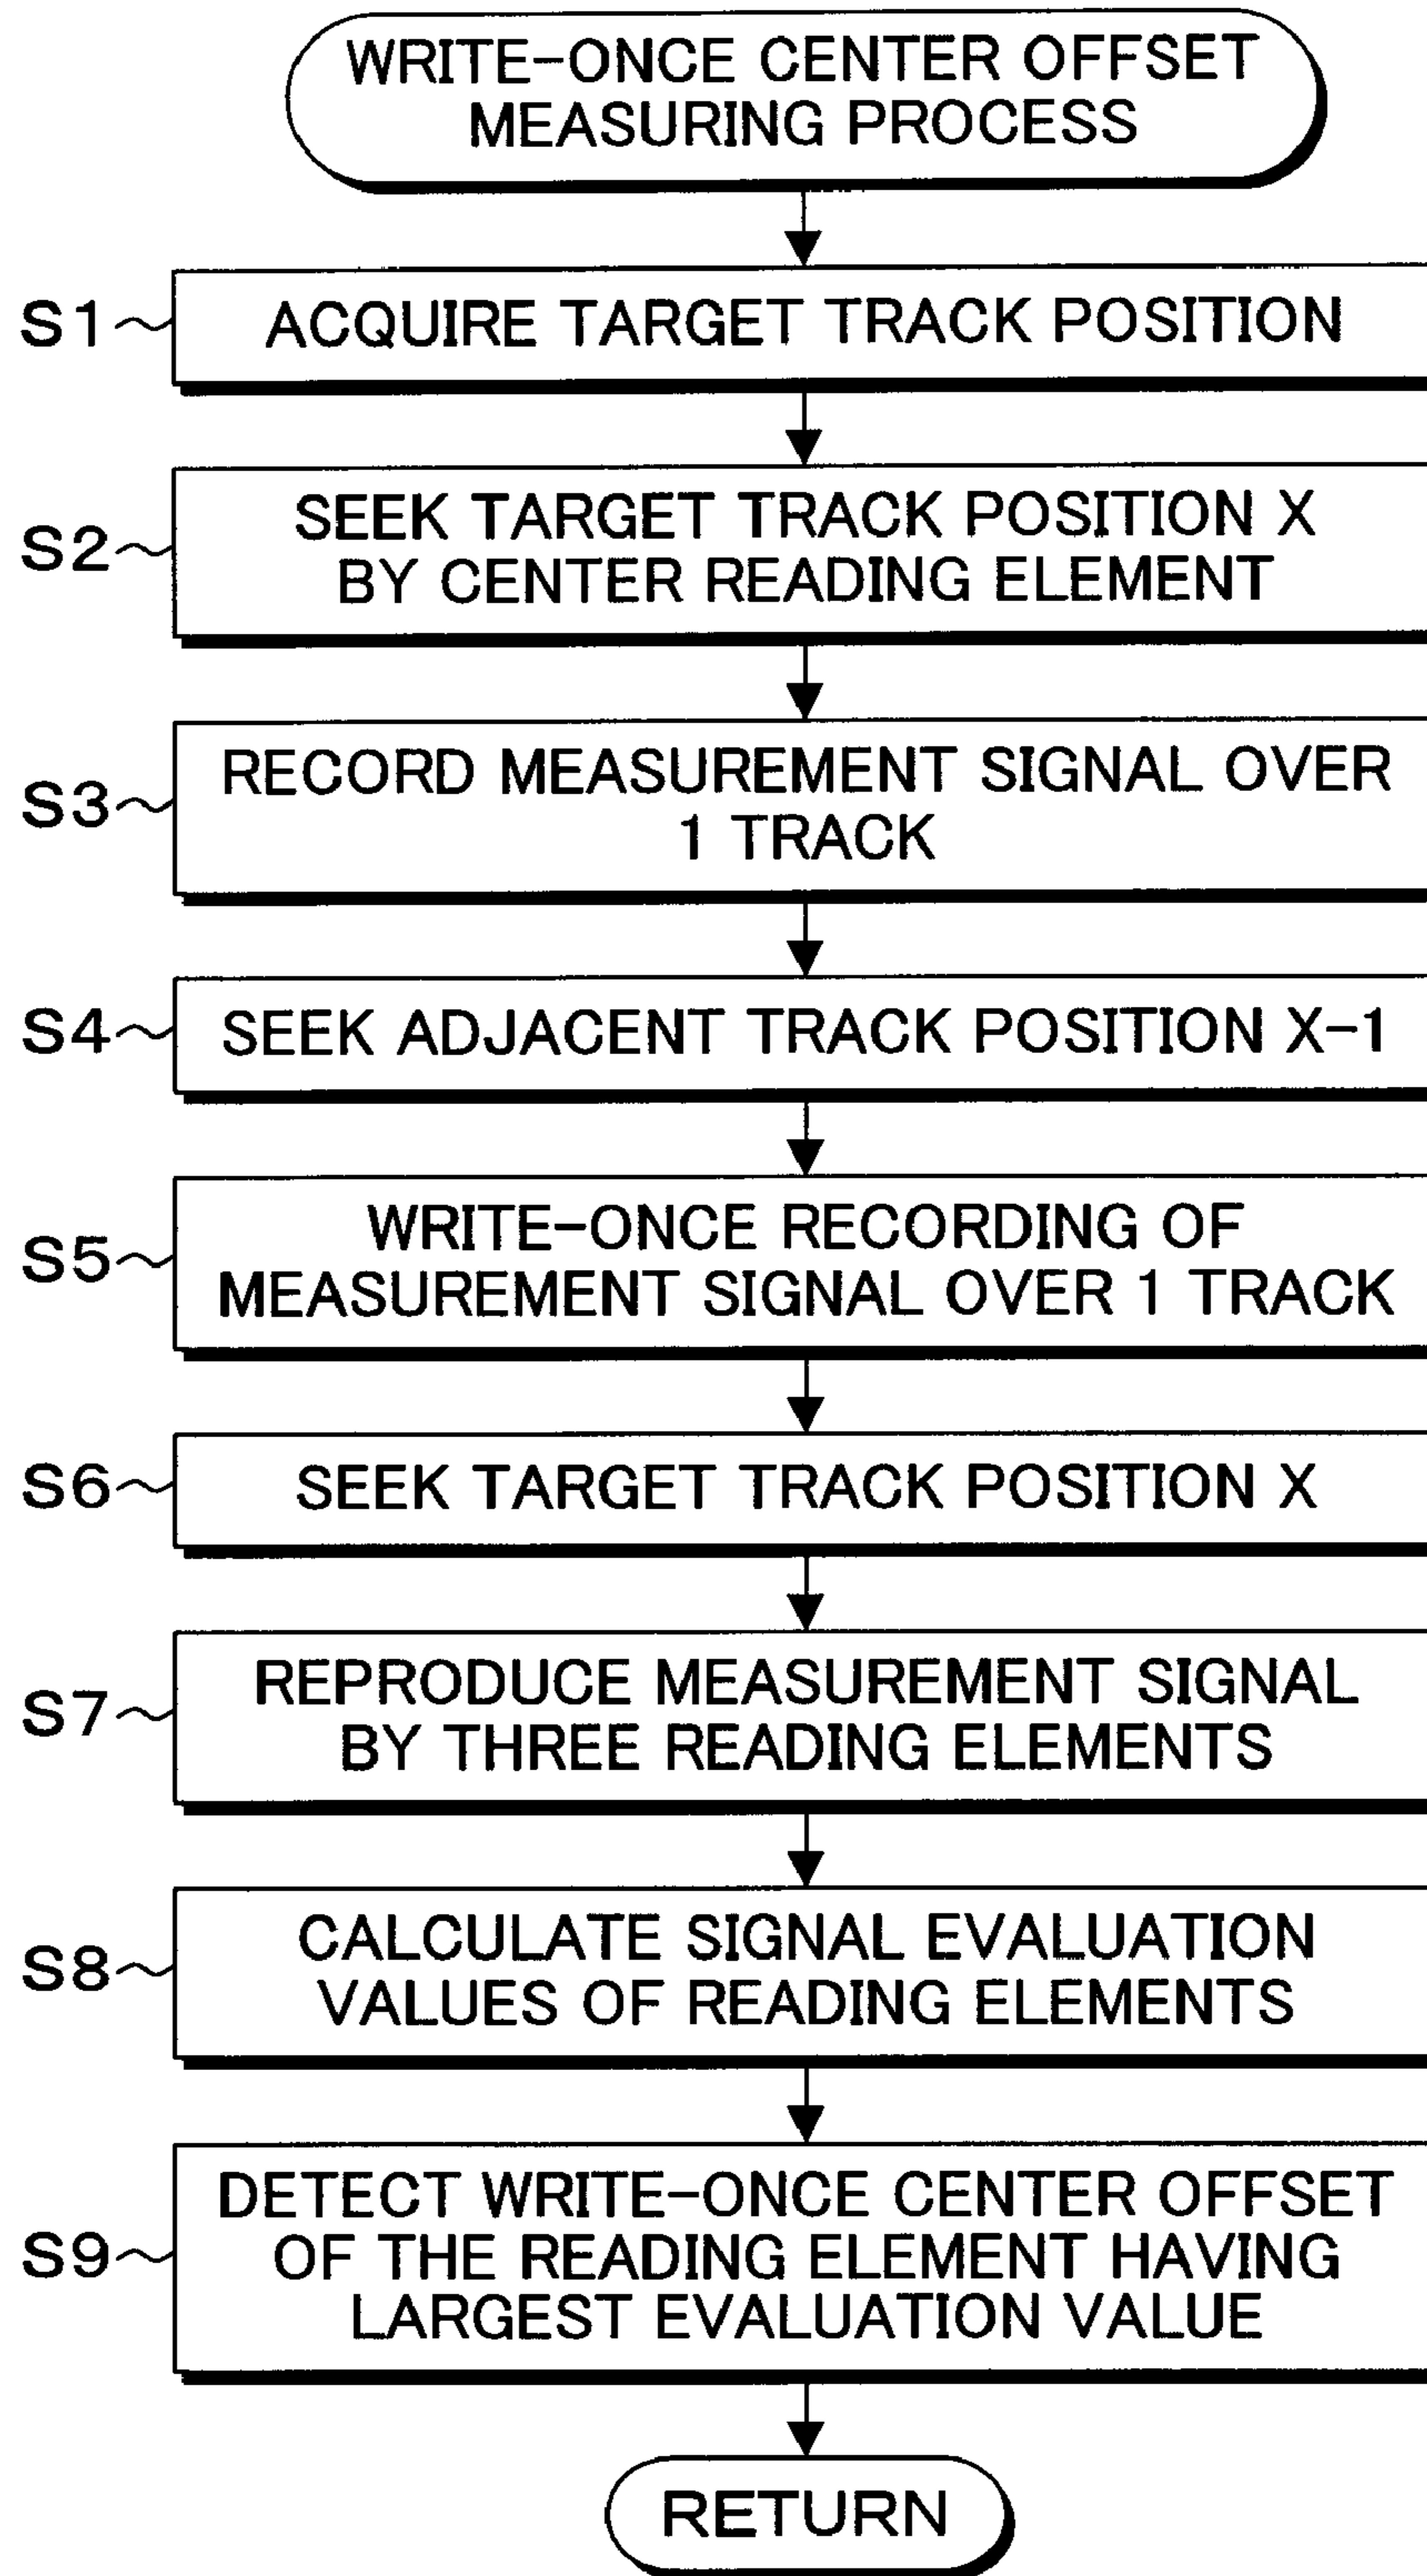 WRITE-ONCE CENTER OFFSET
MEASURING PROCESS
S1 ACQUIRE TARGET TRACK POSITION
S2 SEEK TARGET TRACK POSITION X
BY CENTER READING ELEMENT
S3 RECORD MEASUREMENT SIGNAL OVER
1 TRACK
S4 SEEK ADJACENT TRACK POSITION X-1
S5 WRITE-ONCE RECORDING OF
MEASUREMENT SIGNAL OVER 1 TRACK
S6 SEEK TARGET TRACK POSITION X
S7 REPRODUCE MEASUREMENT SIGNAL
BY THREE READING ELEMENTS
S8 CALCULATE SIGNAL EVALUATION
VALUES OF READING ELEMENTS
S9 DETECT WRITE-ONCE CENTER OFFSET
OF THE READING ELEMENT HAVING
LARGEST EVALUATION VALUE
RETURN